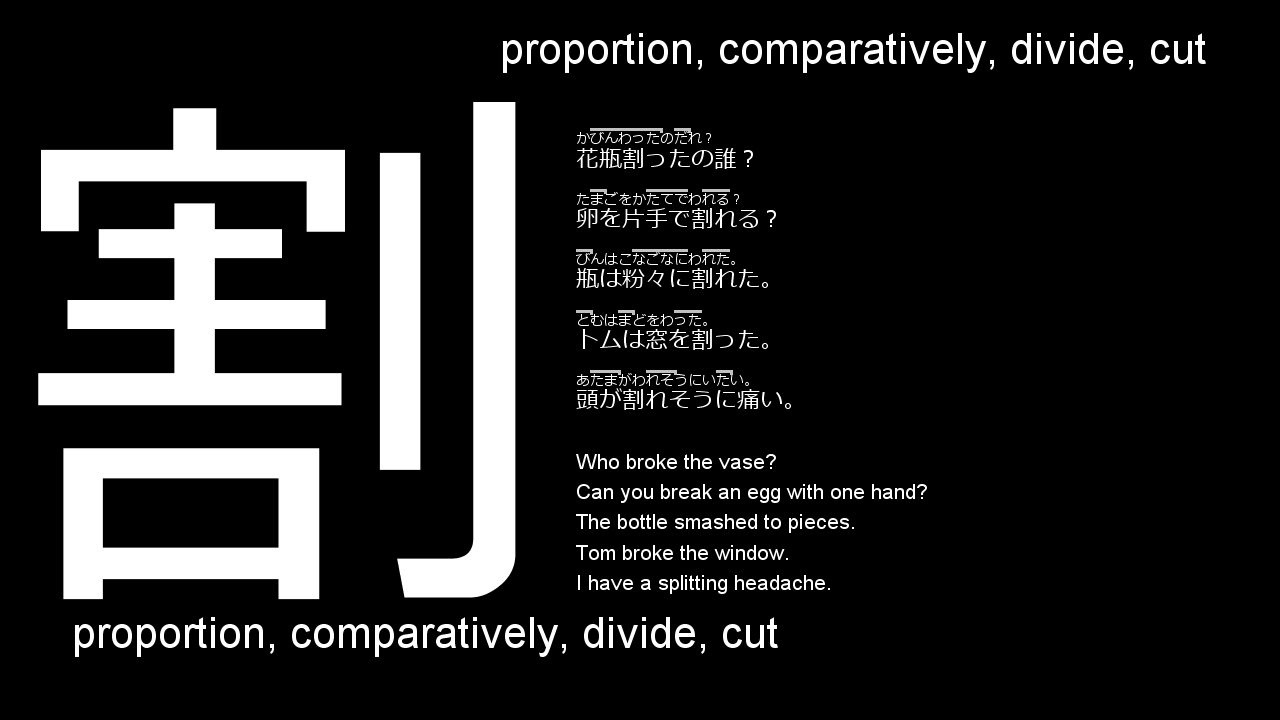 proportion, comparatively, divide, cut
割
かびんわったのだれ？
花瓶割ったの誰？
たまごをかたてでわれる？
卵を片手で割れる？
びんはこなごなにわれた。
瓶は粉々に割れた。
とむはまどをわった。
トムは窓を割った。
あたまがわれそうにいたい。
頭が割れそうに痛い。
Who broke the vase?
Can you break an egg with one hand?
The bottle smashed to pieces.
Tom broke the window.
I have a splitting headache.
proportion, comparatively, divide, cut